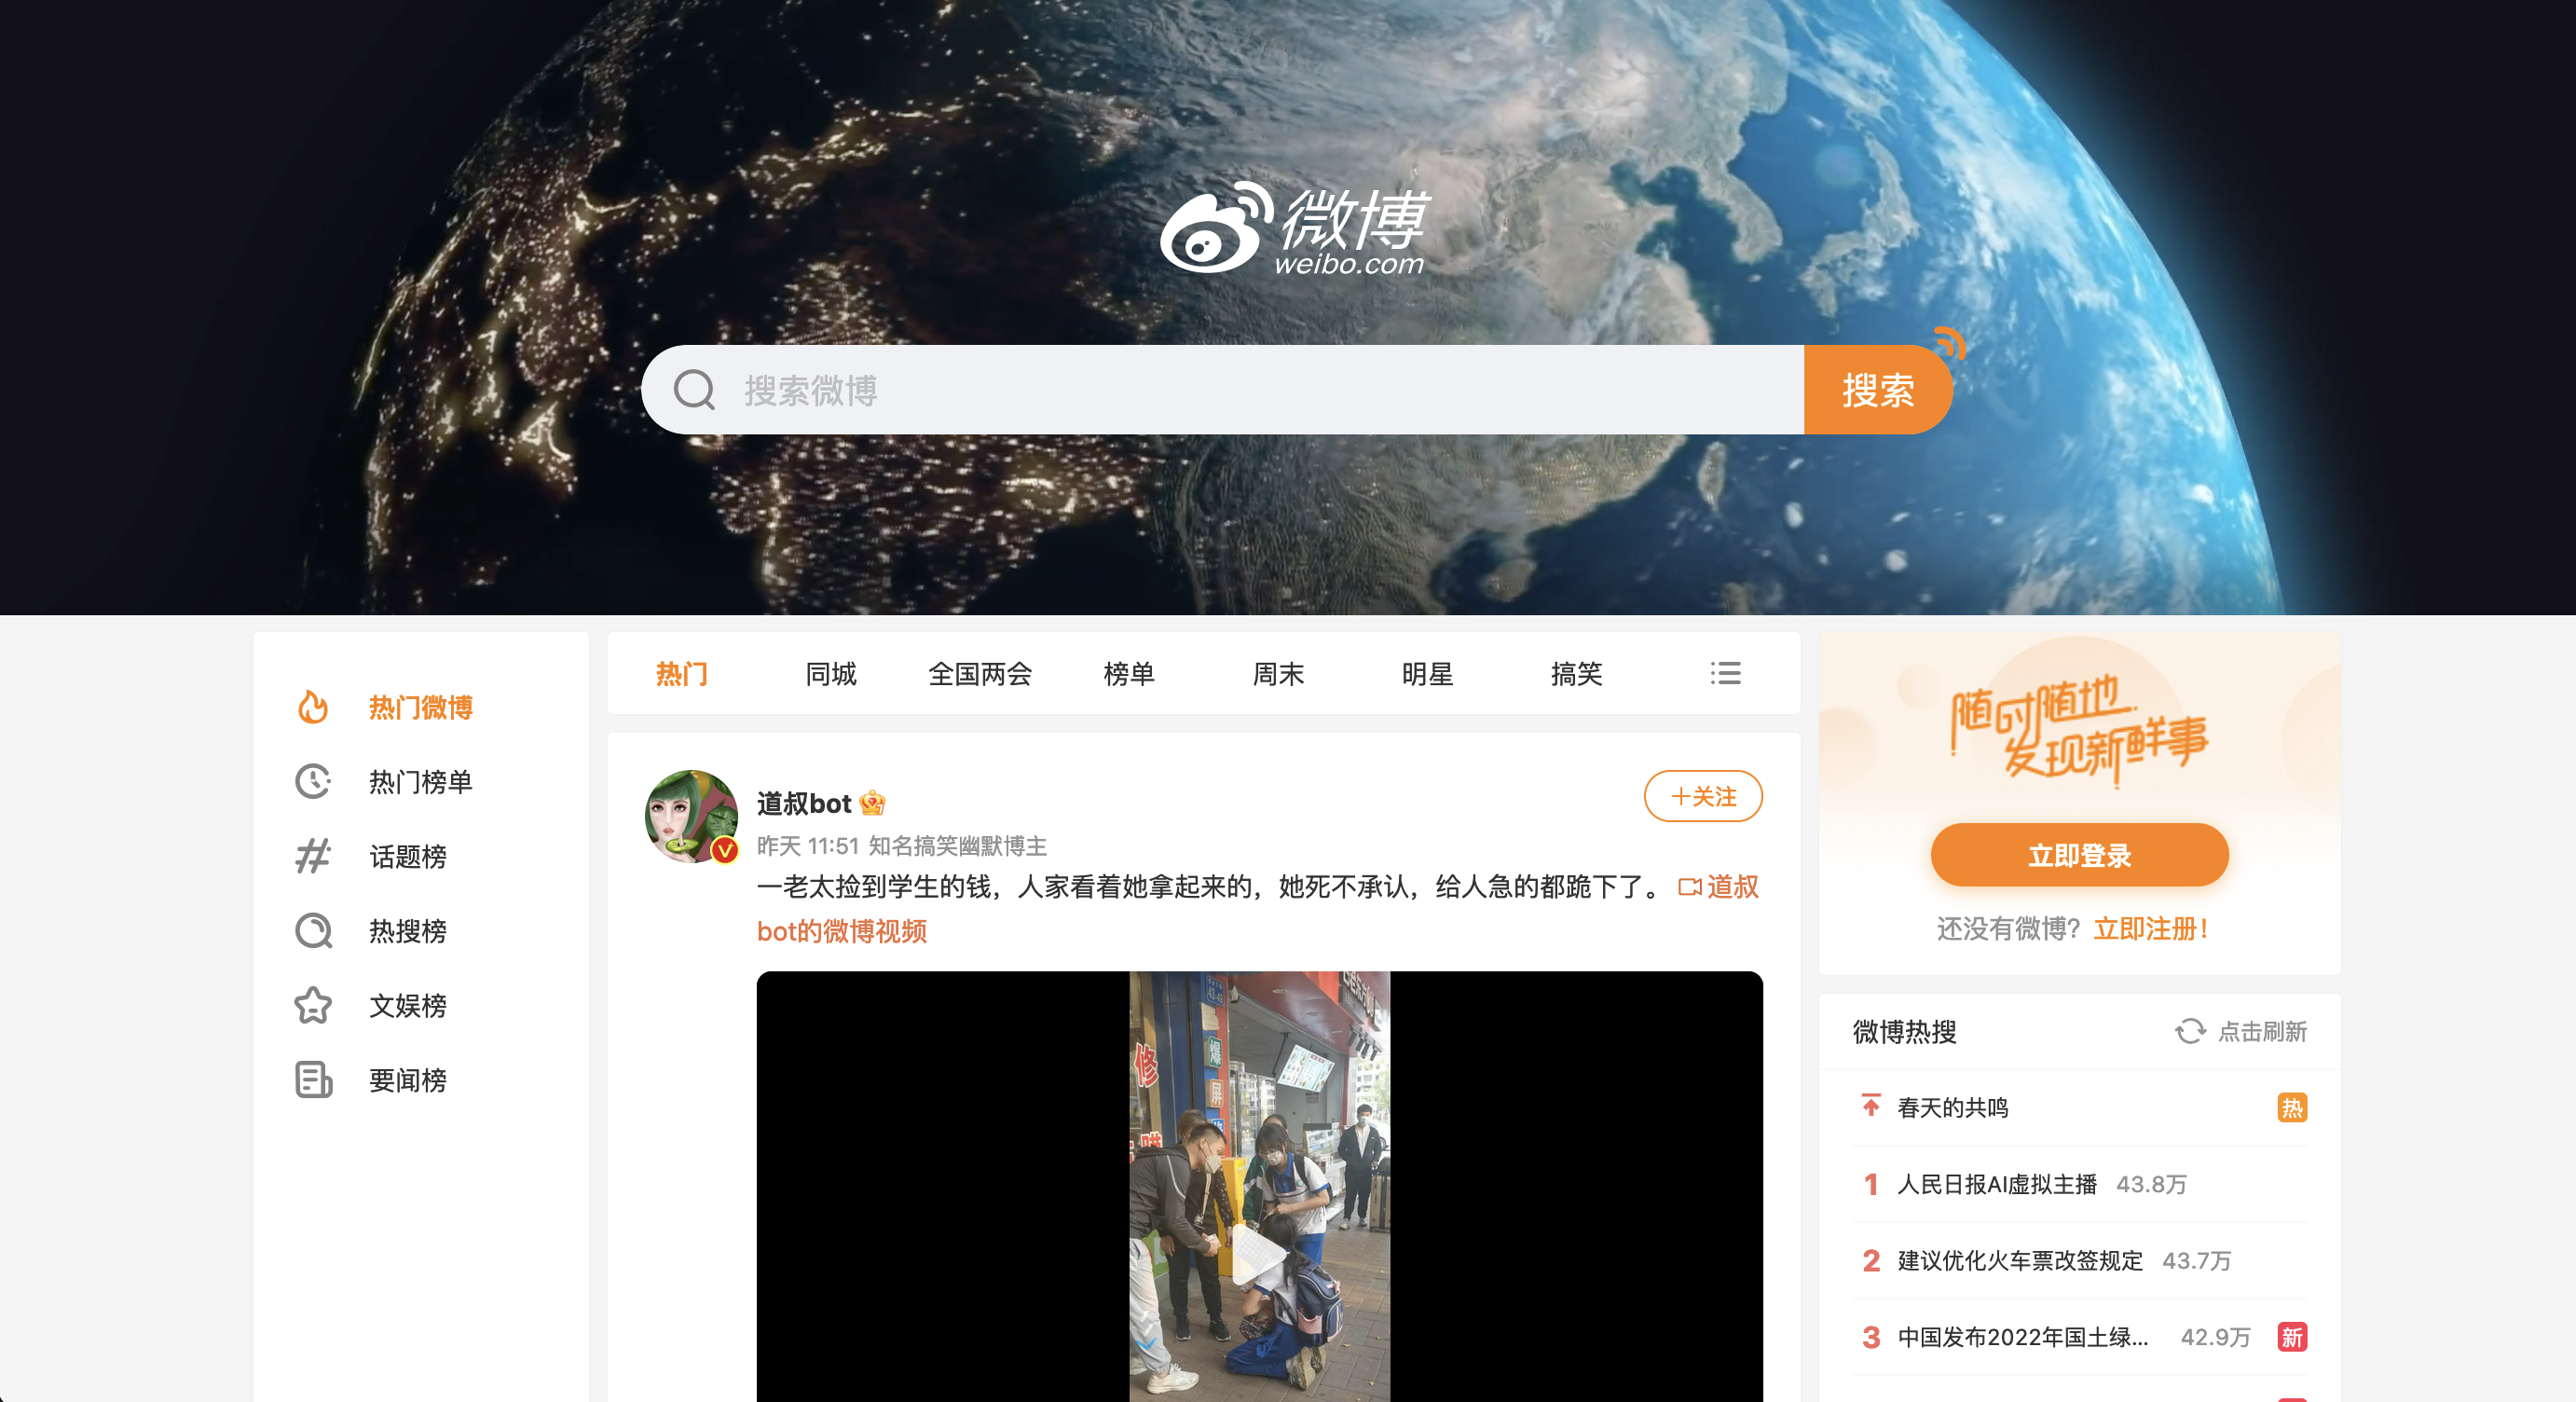 微博
weibo.com
搜索微博
搜索
热门微博
热门榜单
话题榜
热搜榜
文娱榜
要闻榜
热门 同城 全国两会 榜单 周末 明星 搞笑
道叔bot
+关注
昨天 11:51 知名搞笑幽默博主
一老太捡到学生的钱，人家看着她拿起来的，她死不承认，给人急的都跪下了。 道叔
bot的微博视频
修
爆
屏
随时随地
发现新鲜事
立即登录
还没有微博？立即注册！
微博热搜 点击刷新
春天的共鸣 热
1 人民日报AI虚拟主播 43.8万
2 建议优化火车票改签规定 43.7万
3 中国发布2022年国土绿... 42.9万 新